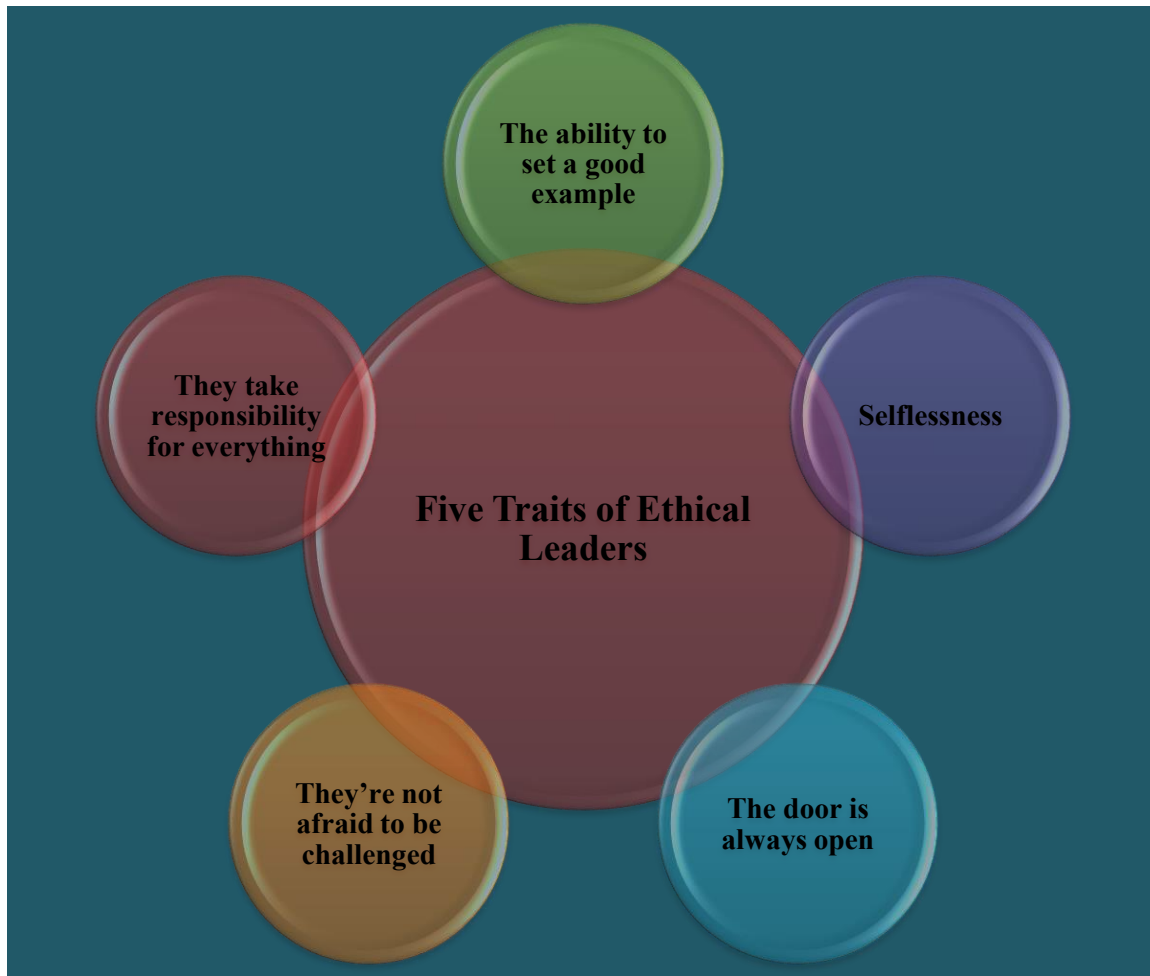 The ability to
set a good
example
They take
responsibility
for everything
Selflessness
Five Traits of Ethical
Leaders
They’re not
afraid to be
challenged
The door is
always open